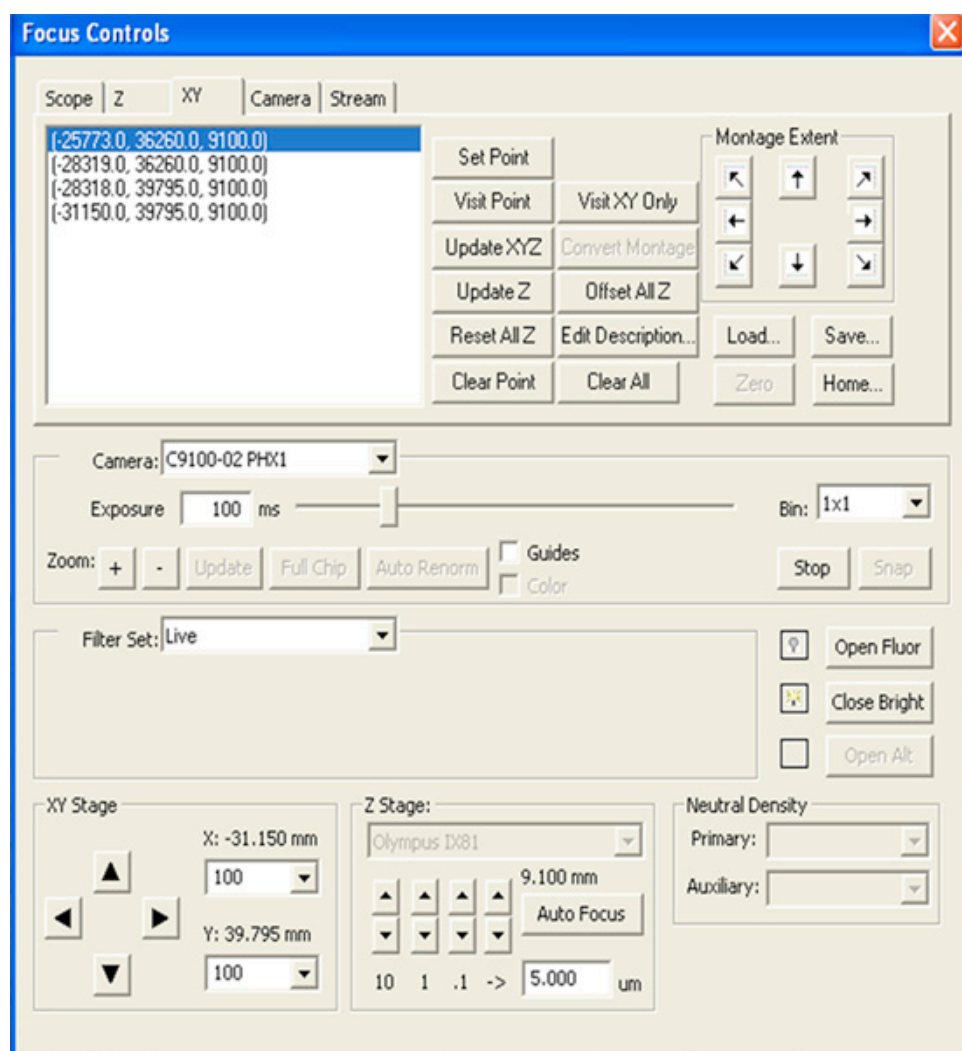 Focus Controls
Scope Z XY Camera Stream
(-25773.0, 36260.0, 9100.0)
(-28319.0, 36260.0, 9100.0)
(-28318.0, 39795.0, 9100.0)
(-31150.0, 39795.0, 9100.0)
Set Point
Visit Point Visit XY Only
Update XYZ Convert Montage
Update Z Offset All Z
Reset All Z Edit Description...
Clear Point Clear All
Montage Extent
Load... Save...
Zero Home...
Camera: C9100-02 PHX1
Exposure 100 ms
Bin: 1x1
Zoom: + - Update Full Chip Auto Renorm
Guides
Color
Stop Snap
Filter Set: Live
Open Fluor
Close Bright
Open Alt
XY Stage
X: -31.150 mm
100
Y: 39.795 mm
100
Z Stage:
Olympus IX81
9.100 mm
Auto Focus
10 1 .1 -> 5.000 um
Neutral Density
Primary:
Auxiliary: